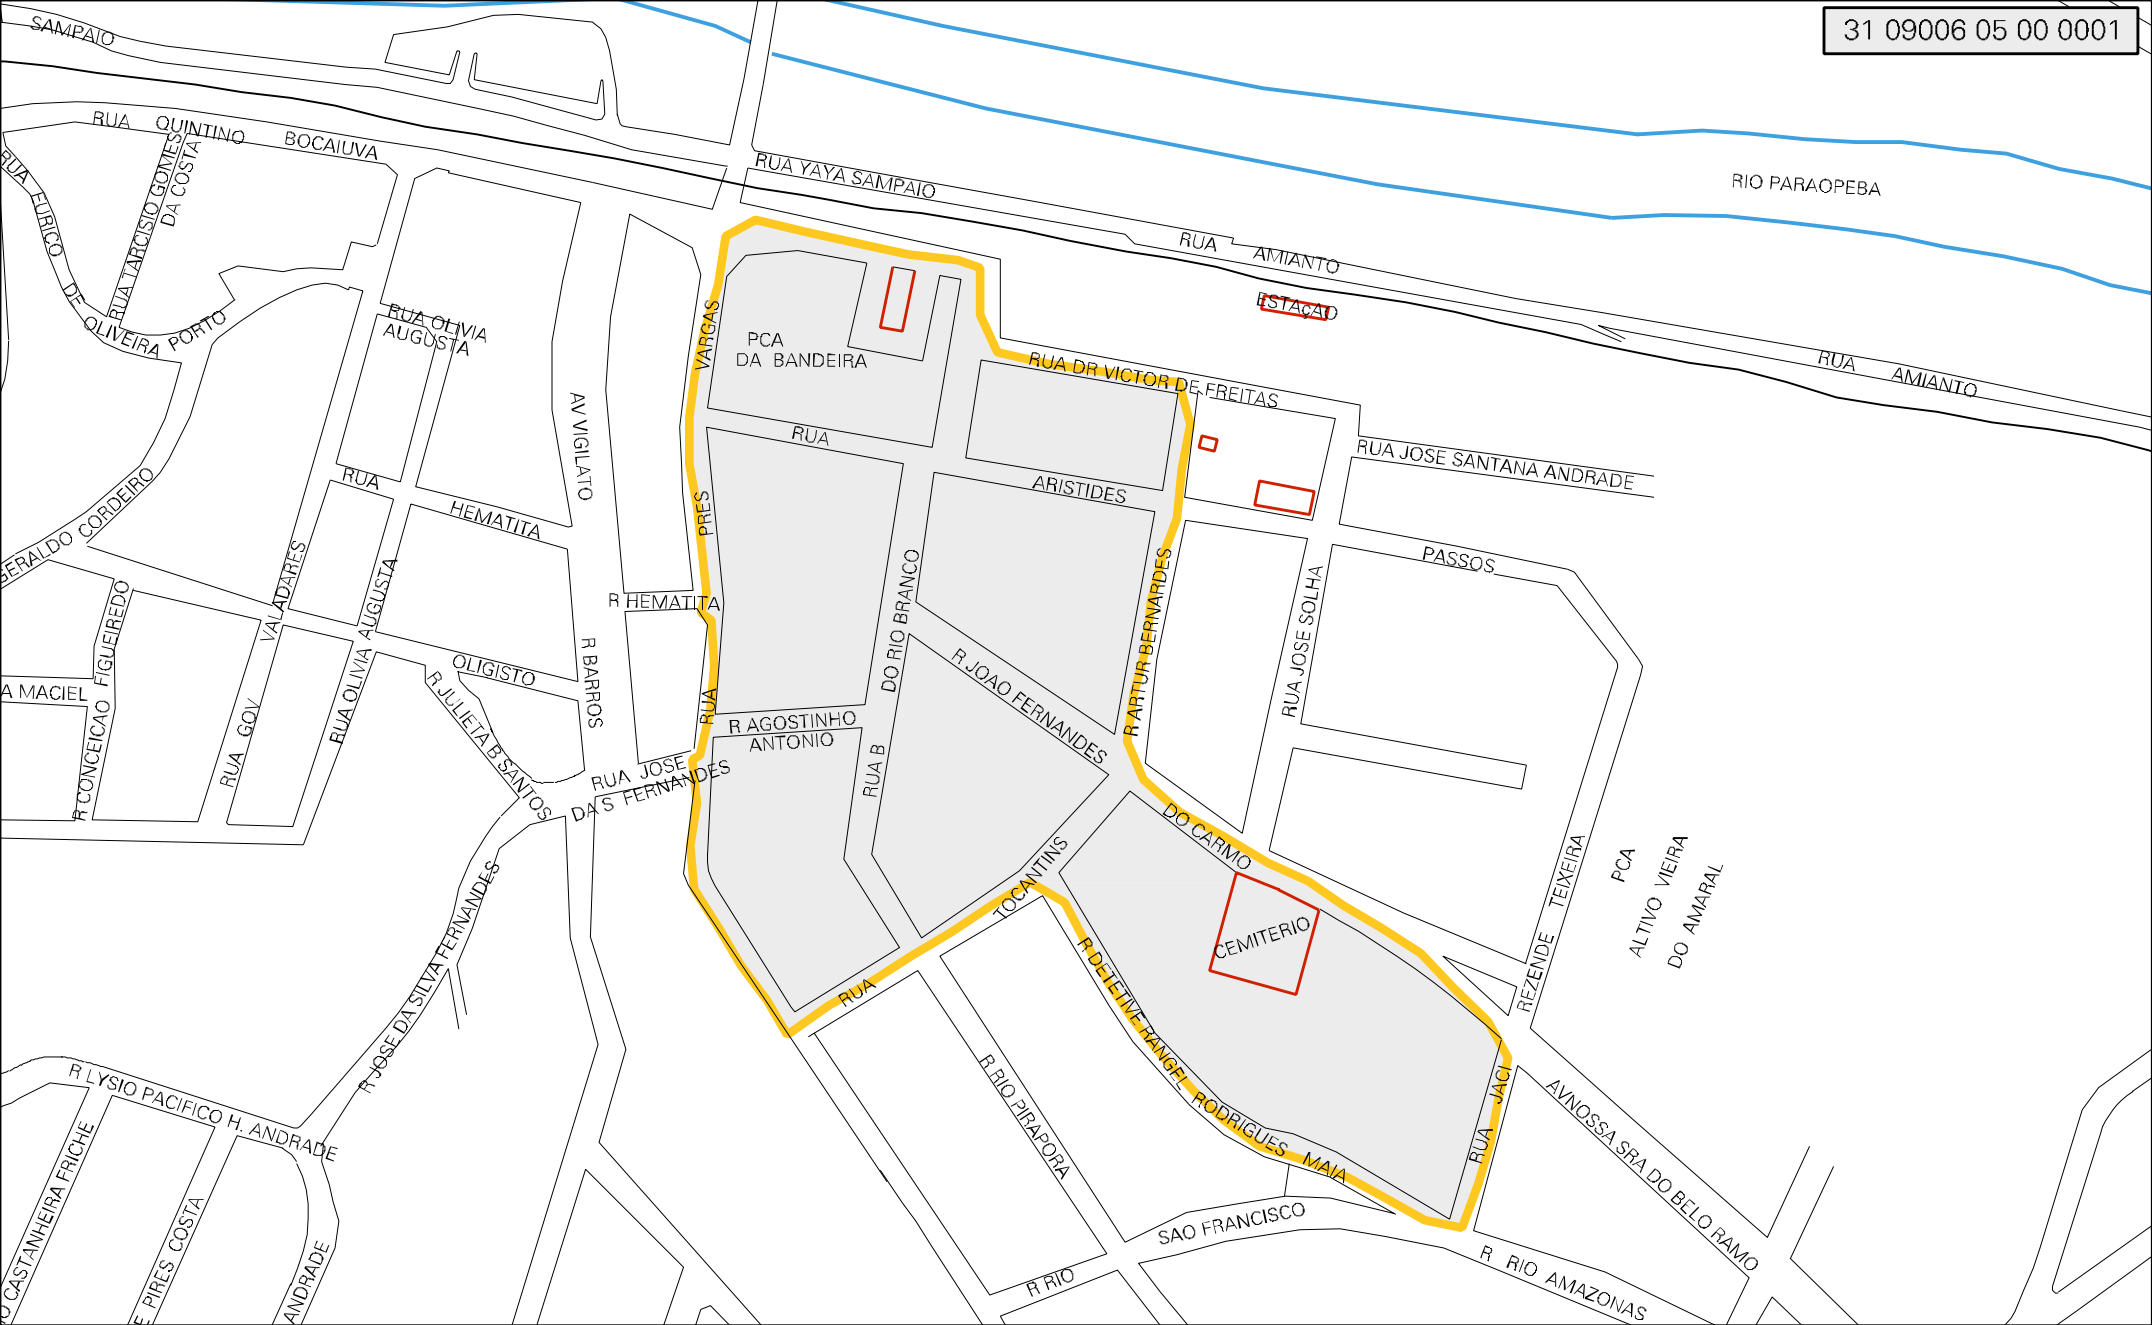 31 09006 05 00 0001
SAMPAIO
RUA QUINTINO BOCAIUVA
RUA YAYA SAMPAIO
RIO PARAOPEBA
RUA TARCISIO GOMES
DA COSTA
RUA EURICO DE OLIVEIRA PORTO
RUA AMIANTO
ESTAçAO
RUA AMIANTO
RUA OLIVIA
AUGUSTA
PCA
DA BANDEIRA
RUA DR VICTOR DE FREITAS
AV VIGILATO
RUA PRES VARGAS
RUA ARISTIDES PASSOS
RUA JOSE SANTANA ANDRADE
GERALDO CORDEIRO
RUA HEMATITA
R HEMATITA
RUA GOV VALADARES
RUA OLIVIA AUGUSTA
R CONCEICAO FIGUEIREDO
A MACIEL
OLIGISTO
R BARROS
R JULIETA B SANTOS
RUA B DO RIO BRANCO
R JOAO FERNANDES
R ARTUR BERNARDES
RUA JOSE SOLHA
R AGOSTINHO
ANTONIO
RUA JOSE
DA S FERNANDES
DO CARMO
RUA TOCANTINS
CEMITERIO
REZENDE TEIXEIRA
PCA
ALTIVO VIEIRA
DO AMARAL
R JOSE DA SILVA FERNANDES
R DETETIVE RANGEL RODRIGUES MAIA
RUA JACI
R LYSIO PACIFICO H. ANDRADE
R RIO PIRAPORA
AVNOSSA SRA DO BELO RAMO
O CASTANHEIRA FRICHE
E PIRES COSTA
ANDRADE
R RIO SAO FRANCISCO
R RIO AMAZONAS